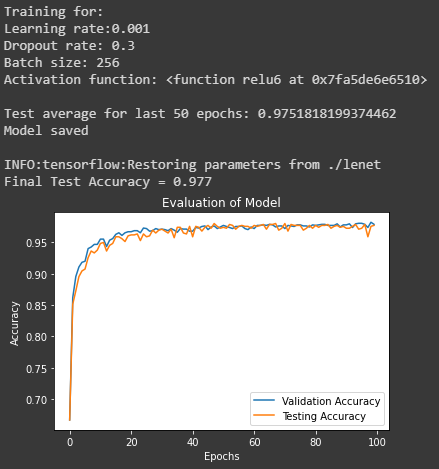 Training for:
Learning rate:0.001
Dropout rate: 0.3
Batch size: 256
Activation function: <function relu6 at 0x7fa5de6e6510>
Test average for last 50 epochs: 0.9751818199374462
Model saved
INFO:tensorflow:Restoring parameters from ./lenet
Final Test Accuracy = 0.977
Evaluation of Model
0.95
0.90
0.85
0.80
0.75
0.70
Accuracy
Validation Accuracy
Testing Accuracy
0 20 40 60 80 100
Epochs